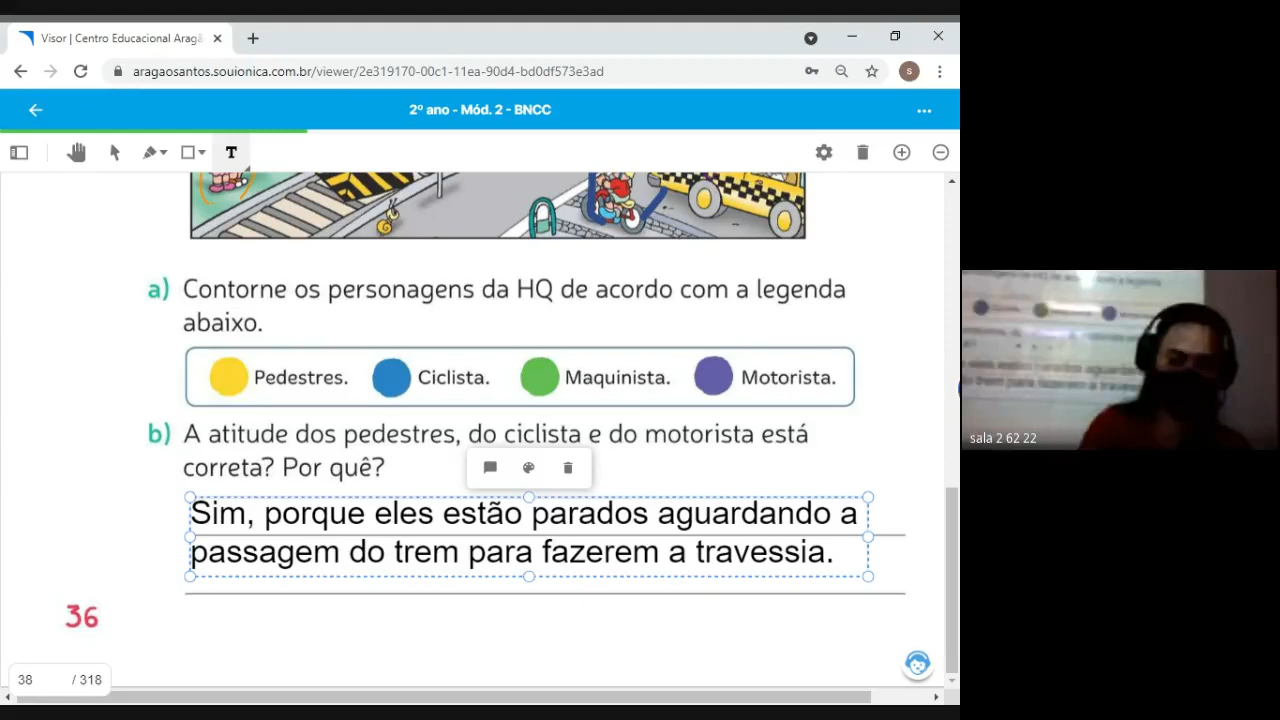 Visor | Centro Educacional Aragã
aragaosantos.souionica.com.br/viewer/2e319170-00c1-11ea-90d4-bd0df573e3ad
S
2º ano - Mód. 2 - BNCC
T
a) Contorne os personagens da HQ de acordo com a legenda
abaixo.
Pedestres. Ciclista. Maquinista. Motorista.
b) A atitude dos pedestres, do ciclista e do motorista está
correta? Por quê?
Sim, porque eles estão parados aguardando a
passagem do trem para fazerem a travessia.
36
38 / 318
sala 2 62 22